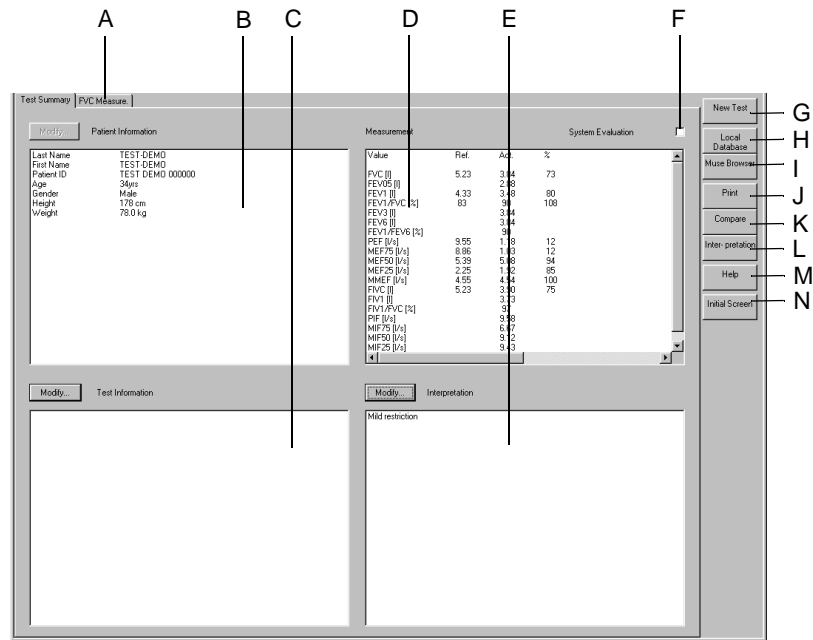 A B C D E F
Test Summary FVC Measure.
Modify... Patient Information
Last Name TEST-DEMO
First Name TEST-DEMO
Patient ID TEST DEMO 000000
Age 34yrs
Gender Male
Height 178 cm
Weight 78.0 kg
Measurement System Evaluation
Value Ref. Act. %
FVC [l] 5.23 3.84 73
FEV05 [l]
FEV1 [l] 4.33 3.48 80
FEV1/FVC [%] 83 90 108
FEV3 [l] 3.84
FEV6 [l] 3.84
FEV1/FEV6 [%] 90
PEF [l/s] 9.55 1.18 12
MEF75 [l/s] 8.86 12
MEF50 [l/s] 5.39 5.08 94
MEF25 [l/s] 2.25 1.92 85
MMEF [l/s] 4.55 4.54 100
FIVC [l] 5.23 3.90 75
FIV1 [l] 3.73
FIV1/FVC [%] 97
PIF [l/s] 9.58
MIF75 [l/s] 6.67
MIF50 [l/s]
MIF25 [l/s] 9.43
Modify... Test Information
Modify... Interpretation
Mild restriction
New Test G
Local
Database H
Muse Browser I
Print J
Compare K
Inter- pretation L
Help M
Initial Screen N